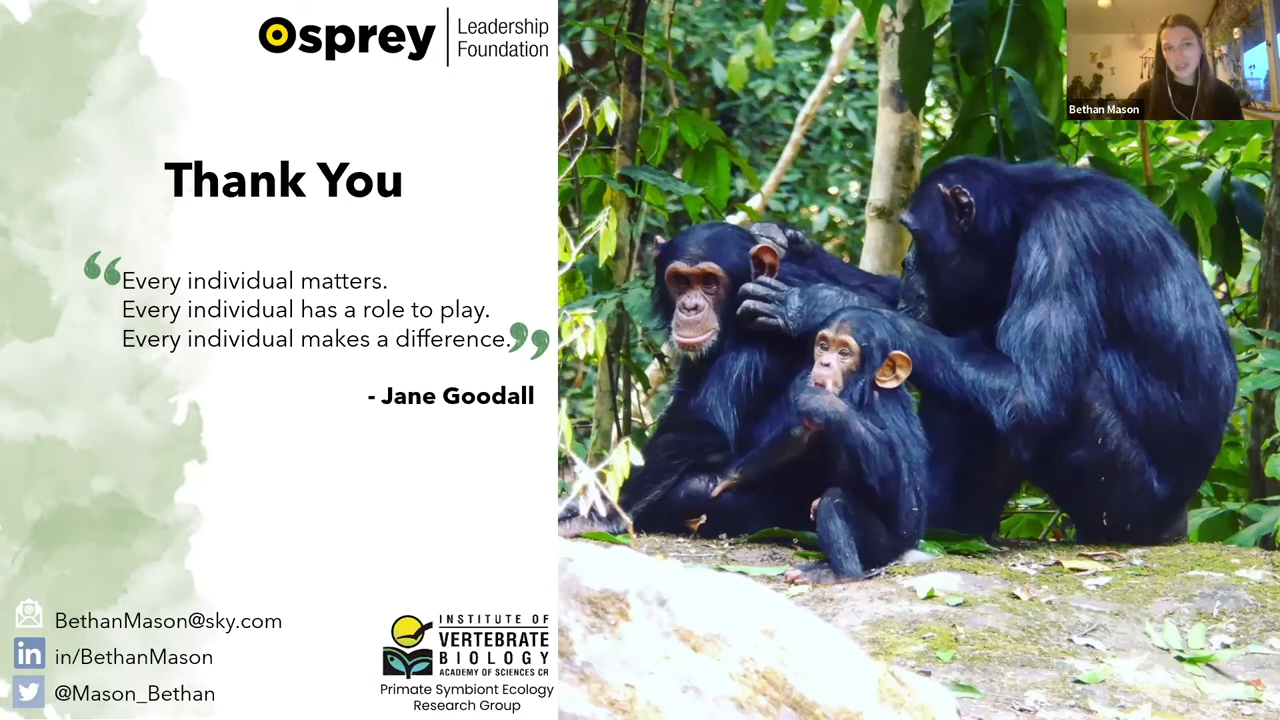 Osprey
Leadership
Foundation
Bethan Mason
Thank You
“Every individual matters.
Every individual has a role to play.
Every individual makes a difference.”
- Jane Goodall
BethanMason@sky.com
in
in/BethanMason
@Mason_Bethan
INSTITUTE OF
VERTEBRATE
BIOLOGY
ACADEMY OF SCIENCES CR
Primate Symbiont Ecology
Research Group